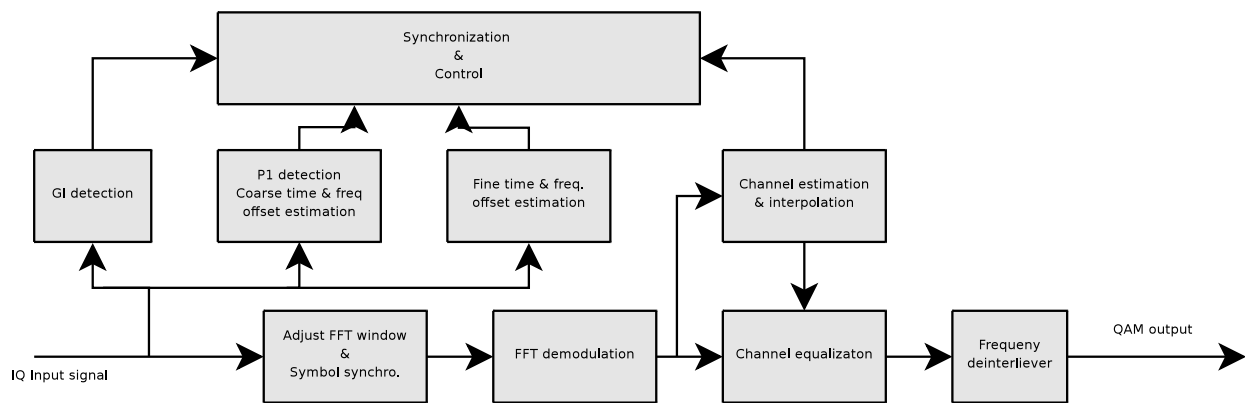 Synchronization
&
Control
GI detection
P1 detection
Coarse time & freq
offset estimation
Fine time & freq.
offset estimation
Channel estimation
& interpolation
IQ Input signal
Adjust FFT window
&
Symbol synchro.
FFT demodulation
Channel equalizaton
Frequeny
deinterliever
QAM output